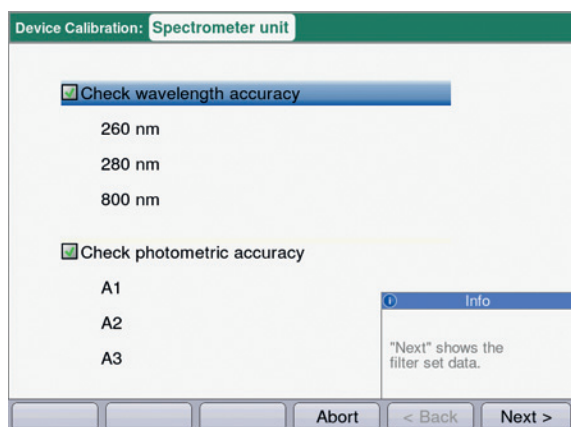 Device Calibration: Spectrometer unit
Check wavelength accuracy
260 nm
280 nm
800 nm
Check photometric accuracy
A1
A2
A3
Info
"Next" shows the
filter set data.
Abort
< Back
Next >